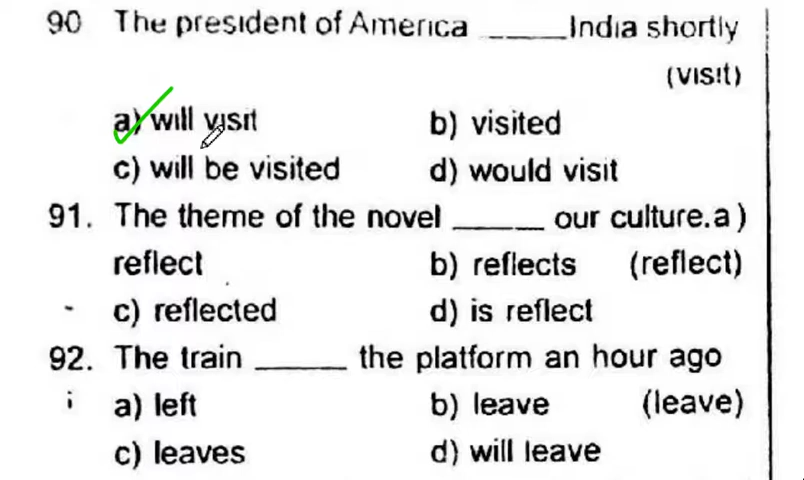 90 The president of America _____ India shortly
(visit)
a) will visit b) visited
c) will be visited d) would visit
91. The theme of the novel _____ our culture.a )
reflect b) reflects (reflect)
c) reflected d) is reflect
92. The train _____ the platform an hour ago
a) left b) leave (leave)
c) leaves d) will leave